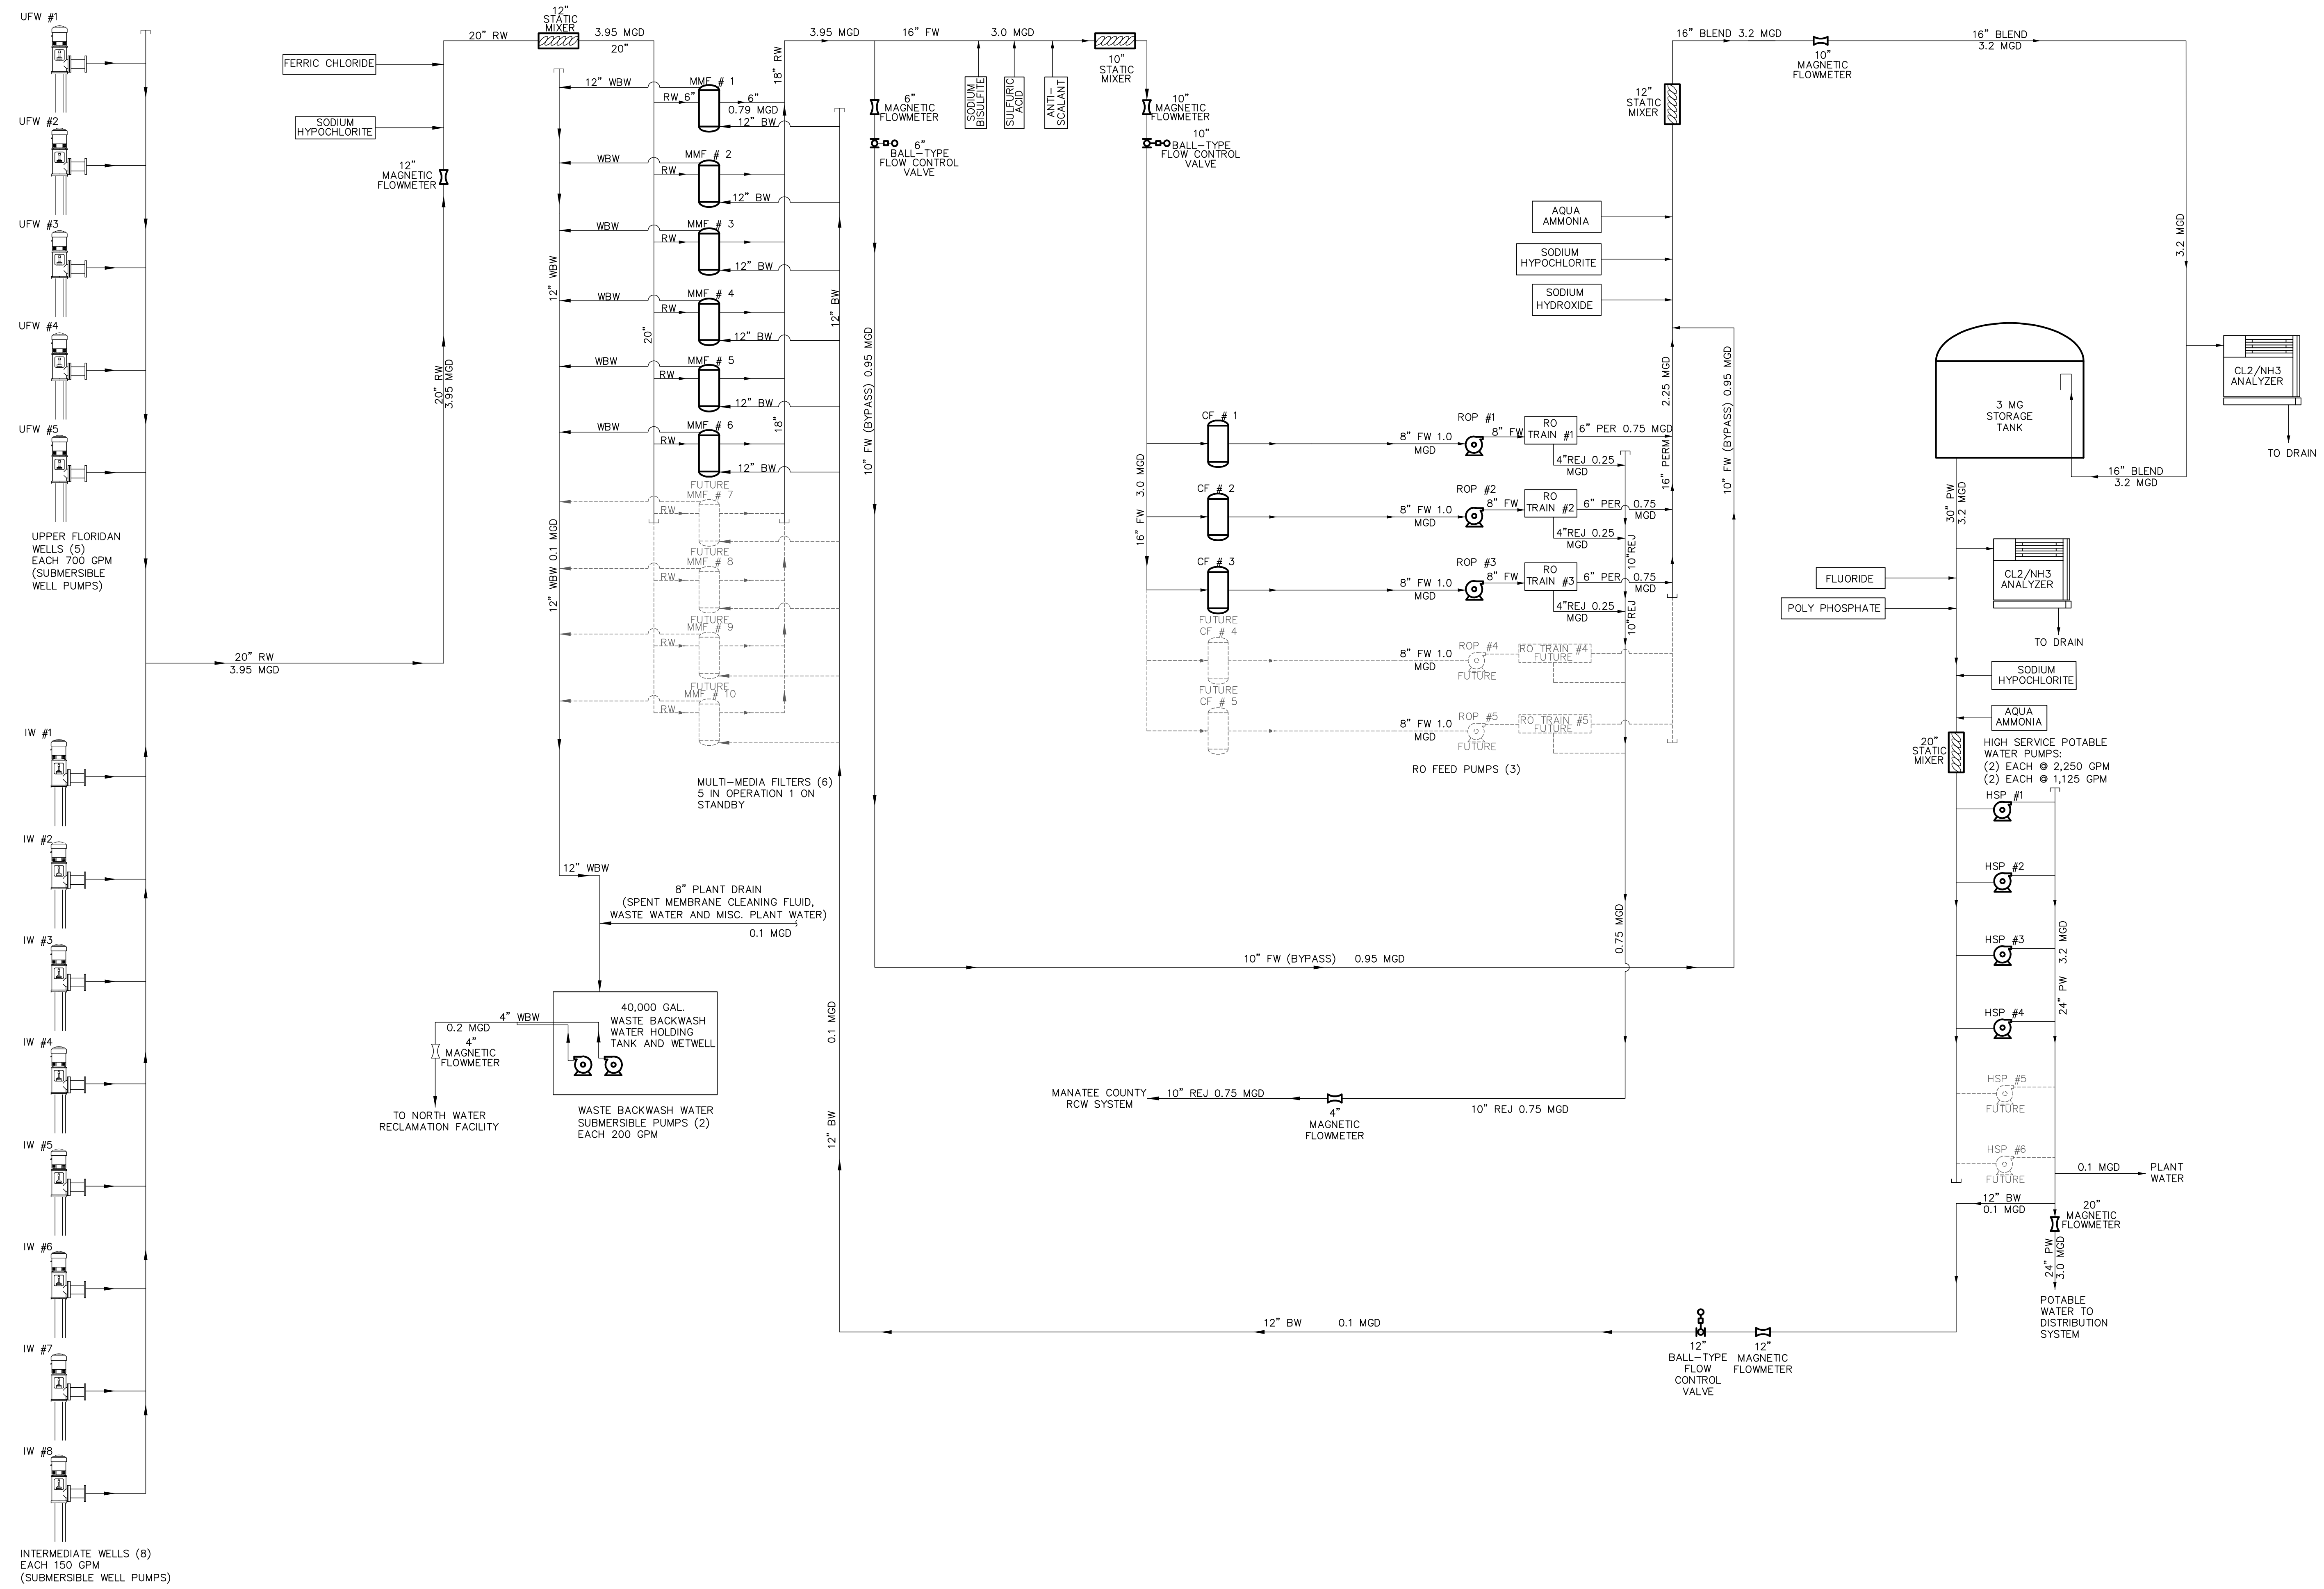 UFW #1
UFW #2
UFW #3
UFW #4
UFW #5
UPPER FLORIDAN
WELLS (5)
EACH 700 GPM
(SUBMERSIBLE
WELL PUMPS)
IW #1
IW #2
IW #3
IW #4
IW #5
IW #6
IW #7
IW #8
INTERMEDIATE WELLS (8)
EACH 150 GPM
(SUBMERSIBLE WELL PUMPS)
20" RW
3.95 MGD
20" RW
3.95 MGD
12"
MAGNETIC
FLOWMETER
SODIUM
HYPOCHLORITE
FERRIC CHLORIDE
20" RW
12"
STATIC
MIXER
3.95 MGD
20"
12" WBW
MMF # 1
RW 6"
6"
0.79 MGD
12" BW
WBW
MMF # 2
RW
12" BW
WBW
MMF # 3
RW
12" BW
WBW
MMF # 4
RW
12" BW
WBW
MMF # 5
RW
12" BW
WBW
MMF # 6
RW
12" BW
FUTURE
MMF # 7
RW
FUTURE
MMF # 8
RW
FUTURE
MMF # 9
RW
FUTURE
MMF # 10
RW
12" WBW
20"
18"
12" BW
12" WBW 0.1 MGD
MULTI-MEDIA FILTERS (6)
5 IN OPERATION 1 ON
STANDBY
12" WBW
8" PLANT DRAIN
(SPENT MEMBRANE CLEANING FLUID,
WASTE WATER AND MISC. PLANT WATER)
0.1 MGD
40,000 GAL.
WASTE BACKWASH
WATER HOLDING
TANK AND WETWELL
4" WBW
0.2 MGD
4"
MAGNETIC
FLOWMETER
TO NORTH WATER
RECLAMATION FACILITY
WASTE BACKWASH WATER
SUBMERSIBLE PUMPS (2)
EACH 200 GPM
0.1 MGD
12" BW
18" RW
3.95 MGD
16" FW
3.0 MGD
6"
MAGNETIC
FLOWMETER
6"
BALL-TYPE
FLOW CONTROL
VALVE
SODIUM
BISULFITE
SULFURIC
ACID
ANTI-
SCALANT
10"
STATIC
MIXER
10"
MAGNETIC
FLOWMETER
10"
BALL-TYPE
FLOW CONTROL
VALVE
10" FW (BYPASS) 0.95 MGD
16" FW 3.0 MGD
CF # 1
8" FW 1.0
MGD
ROP #1
8" FW
RO
TRAIN #1
6" PER 0.75 MGD
4"REJ 0.25
MGD
CF # 2
8" FW 1.0
MGD
ROP #2
8" FW
RO
TRAIN #2
6" PER 0.75
MGD
4"REJ 0.25
MGD
CF # 3
8" FW 1.0
MGD
ROP #3
8" FW
RO
TRAIN #3
6" PER 0.75
MGD
4"REJ 0.25
MGD
FUTURE
CF # 4
8" FW 1.0
MGD
ROP #4
FUTURE
RO TRAIN #4
FUTURE
FUTURE
CF # 5
8" FW 1.0
MGD
ROP #5
FUTURE
RO TRAIN #5
FUTURE
RO FEED PUMPS (3)
10"REJ
10"REJ
0.75 MGD
10" FW (BYPASS) 0.95 MGD
MANATEE COUNTY
RCW SYSTEM
10" REJ 0.75 MGD
4"
MAGNETIC
FLOWMETER
10" REJ 0.75 MGD
16" PERM
2.25 MGD
10" FW (BYPASS) 0.95 MGD
SODIUM
HYDROXIDE
SODIUM
HYPOCHLORITE
AQUA
AMMONIA
12"
STATIC
MIXER
16" BLEND 3.2 MGD
10"
MAGNETIC
FLOWMETER
16" BLEND
3.2 MGD
3.2 MGD
CL2/NH3
ANALYZER
TO DRAIN
3 MG
STORAGE
TANK
16" BLEND
3.2 MGD
30" PW
3.2 MGD
CL2/NH3
ANALYZER
TO DRAIN
FLUORIDE
POLY PHOSPHATE
SODIUM
HYPOCHLORITE
AQUA
AMMONIA
20"
STATIC
MIXER
HIGH SERVICE POTABLE
WATER PUMPS:
(2) EACH @ 2,250 GPM
(2) EACH @ 1,125 GPM
HSP #1
HSP #2
HSP #3
HSP #4
HSP #5
FUTURE
HSP #6
FUTURE
24" PW 3.2 MGD
0.1 MGD
PLANT
WATER
12" BW
0.1 MGD
20"
MAGNETIC
FLOWMETER
24" PW
3.0 MGD
POTABLE
WATER TO
DISTRIBUTION
SYSTEM
12" BW 0.1 MGD
12"
BALL-TYPE
FLOW
CONTROL
VALVE
12"
MAGNETIC
FLOWMETER